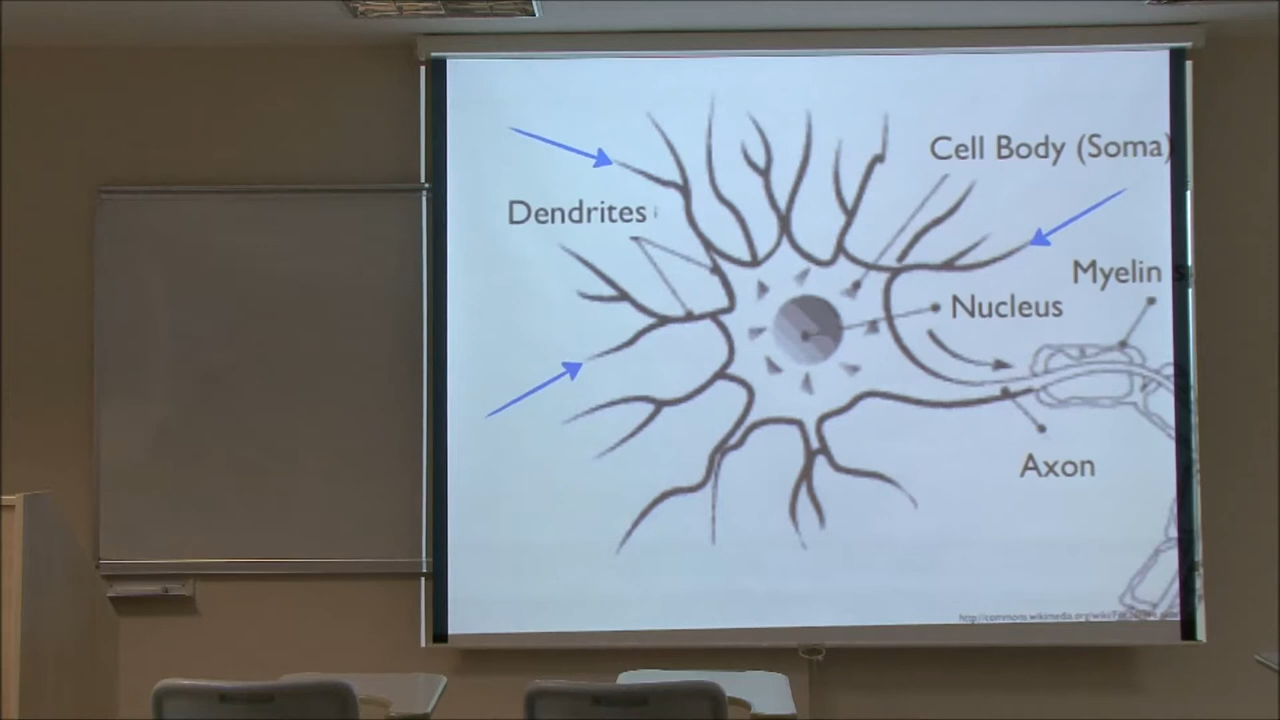 Cell Body (Soma)
Dendrites
Myelin s
Nucleus
Axon